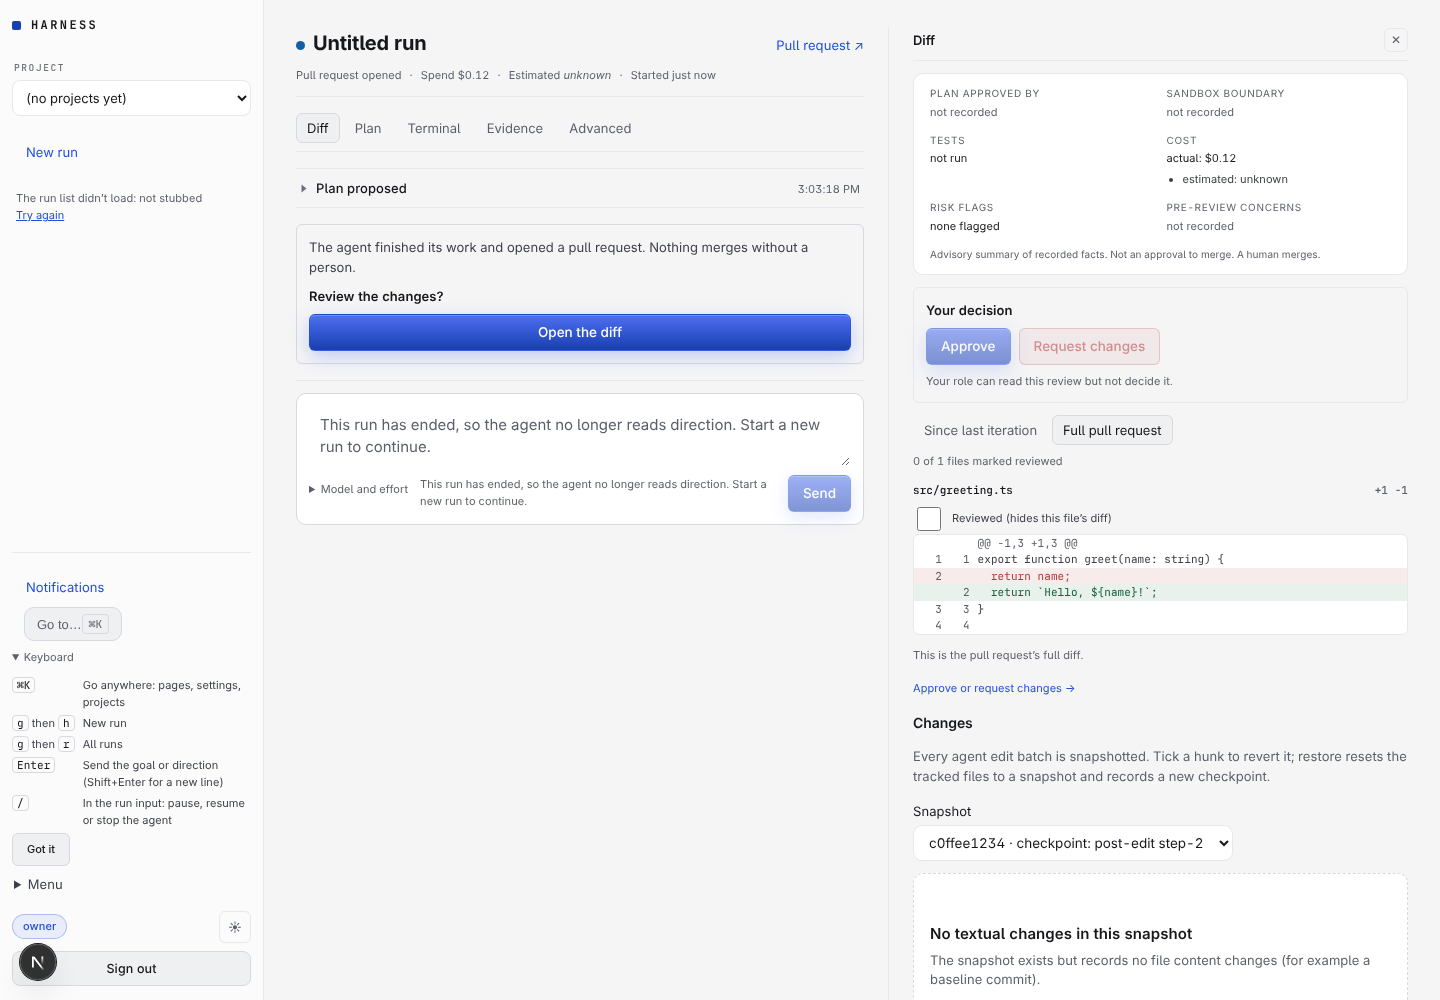 HARNESS
PROJECT
(no projects yet)
New run
The run list didn’t load: not stubbed
Try again
Notifications
Go to… ⌘K
Keyboard
⌘K Go anywhere: pages, settings,
projects
g then h New run
g then r All runs
Enter Send the goal or direction
(Shift+Enter for a new line)
/ In the run input: pause, resume
or stop the agent
Got it
Menu
owner
N
Sign out
Untitled run
Pull request ↗
Pull request opened · Spend $0.12 · Estimated unknown · Started just now
Diff Plan Terminal Evidence Advanced
Plan proposed 3:03:18 PM
The agent finished its work and opened a pull request. Nothing merges without a
person.
Review the changes?
Open the diff
This run has ended, so the agent no longer reads direction. Start a new
run to continue.
Model and effort
This run has ended, so the agent no longer reads direction. Start a
new run to continue.
Send
Diff
×
PLAN APPROVED BY
not recorded
SANDBOX BOUNDARY
not recorded
TESTS
not run
COST
actual: $0.12
• estimated: unknown
RISK FLAGS
none flagged
PRE-REVIEW CONCERNS
not recorded
Advisory summary of recorded facts. Not an approval to merge. A human merges.
Your decision
Approve Request changes
Your role can read this review but not decide it.
Since last iteration Full pull request
0 of 1 files marked reviewed
src/greeting.ts +1 -1
Reviewed (hides this file’s diff)
@@ -1,3 +1,3 @@
1 1 export function greet(name: string) {
2 return name;
2 return `Hello, ${name}!`;
3 3 }
4 4
This is the pull request’s full diff.
Approve or request changes →
Changes
Every agent edit batch is snapshotted. Tick a hunk to revert it; restore resets the
tracked files to a snapshot and records a new checkpoint.
Snapshot
c0ffee1234 · checkpoint: post-edit step-2
No textual changes in this snapshot
The snapshot exists but records no file content changes (for example a
baseline commit).